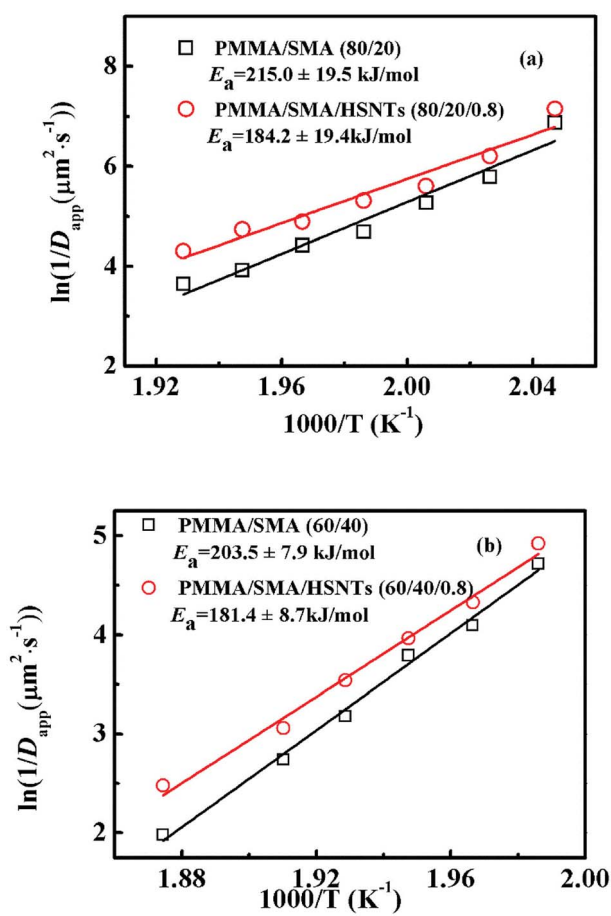 PMMA/SMA (80/20)
(a)
Eₐ=215.0 ± 19.5 kJ/mol
PMMA/SMA/HSNTs (80/20/0.8)
Eₐ=184.2 ± 19.4kJ/mol
8
6
4
2
ln(1/Dapp(μm²·s⁻¹))
1.92
1.96
2.00
2.04
1000/T (K⁻¹)
PMMA/SMA (60/40)
(b)
Eₐ=203.5 ± 7.9 kJ/mol
PMMA/SMA/HSNTs (60/40/0.8)
Eₐ=181.4 ± 8.7kJ/mol
5
4
3
2
ln(1/Dapp(μm²·s⁻¹))
1.88
1.92
1.96
2.00
1000/T (K⁻¹)